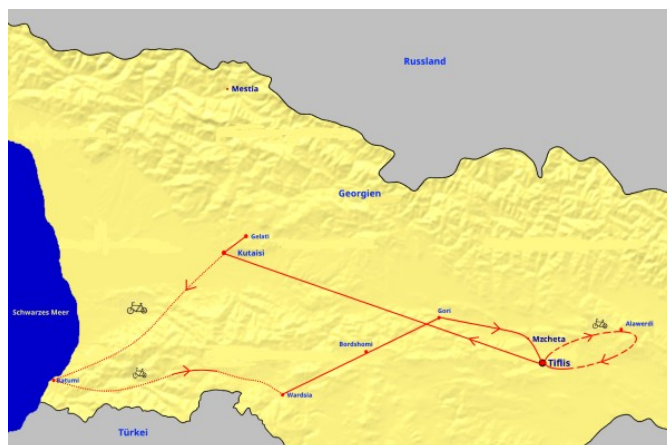 Russland
Mestia
Georgien
Gelati
Kutaisi
Schwarzes Meer
Gori
Alawerdi
Mzcheta
Bordshomi
Tiflis
Batumi
Wardsia
Türkei